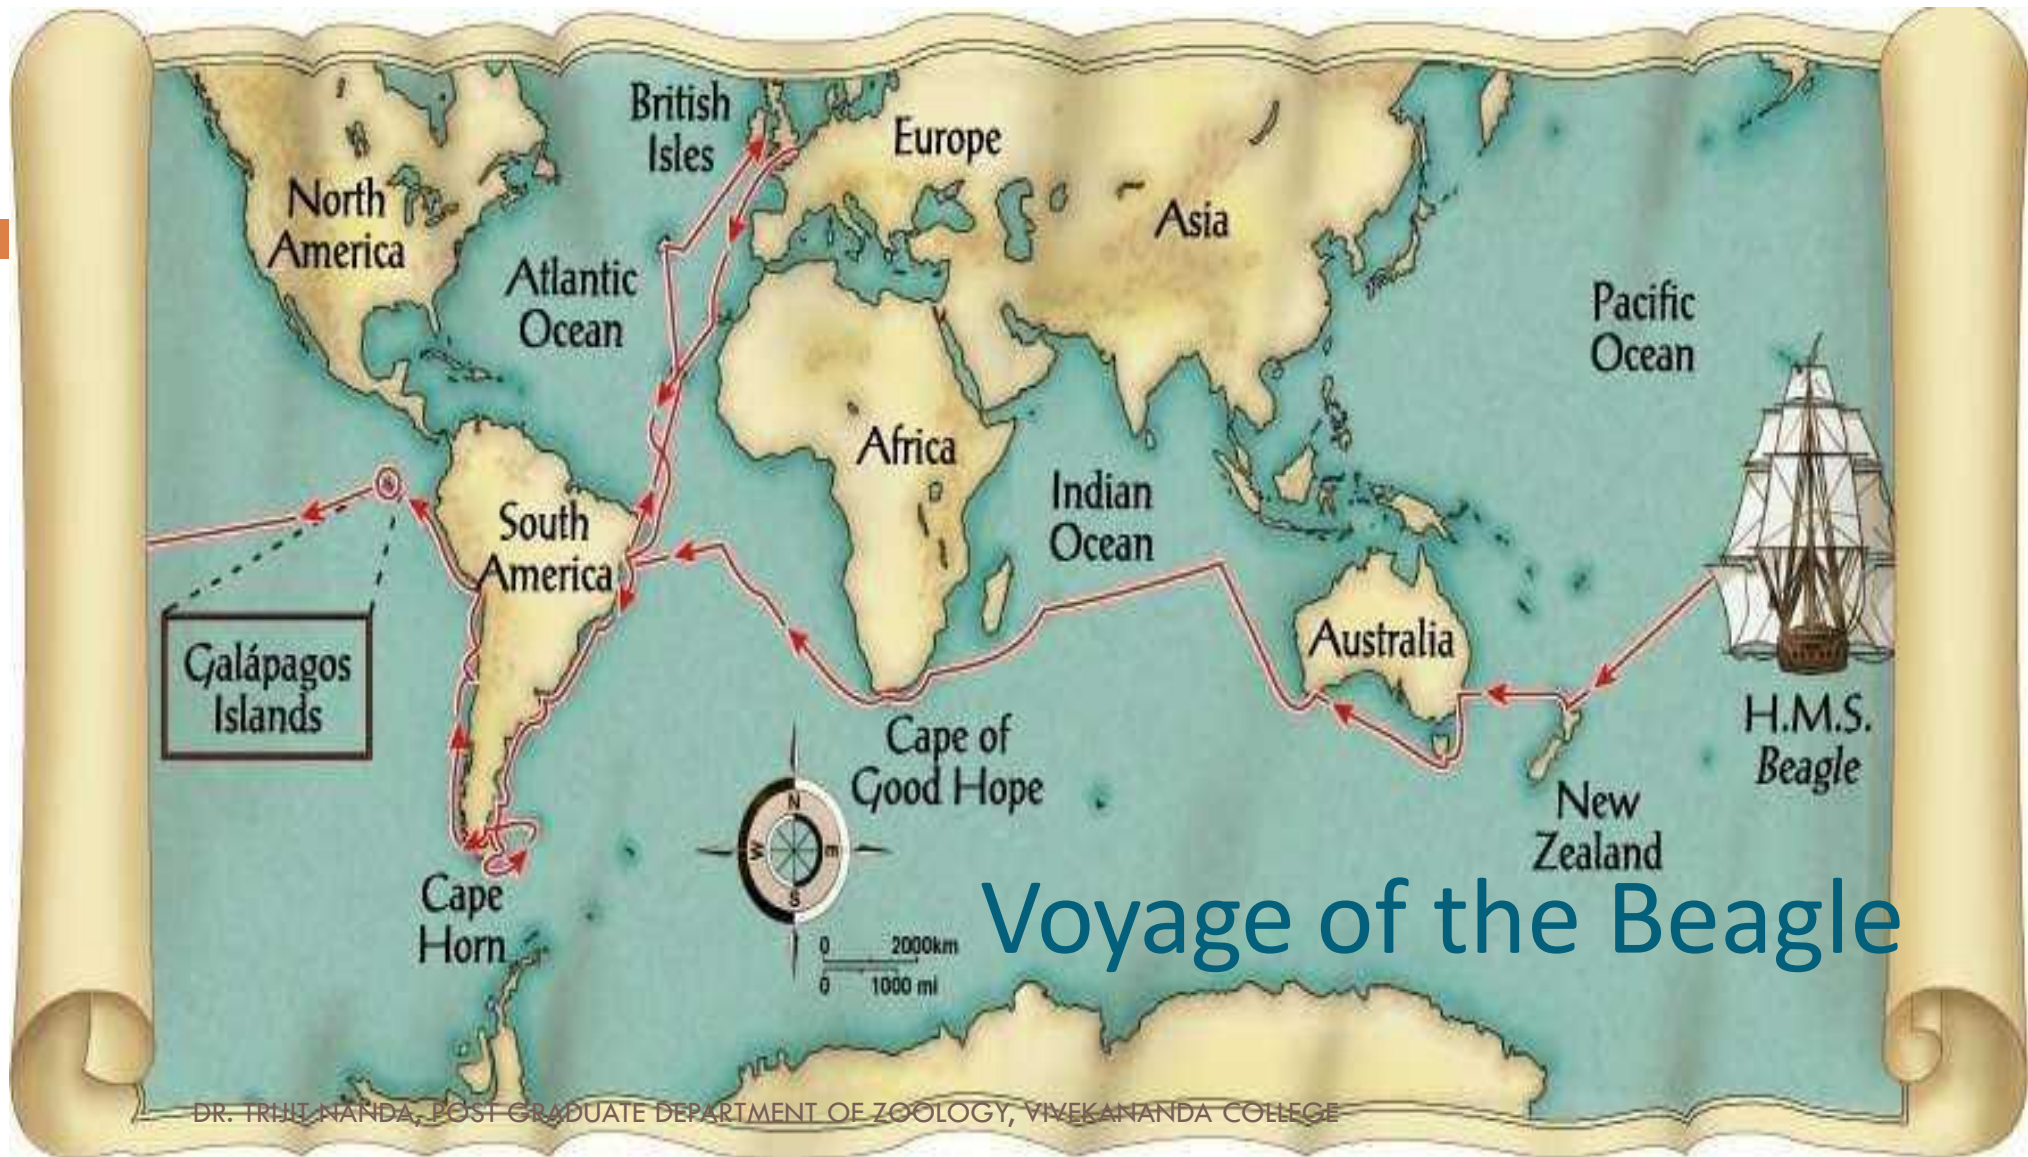 British
Isles
Europe
North
America
Asia
Atlantic
Ocean
Pacific
Ocean
Africa
Indian
Ocean
South
America
Australia
Galápagos
Islands
H.M.S.
Beagle
Cape of
Good Hope
New
Zealand
N
W
E
S
Cape
Horn
0 2000km
0 1000 mi
Voyage of the Beagle
DR. TRIJIT NANDA, POST GRADUATE DEPARTMENT OF ZOOLOGY, VIVEKANANDA COLLEGE